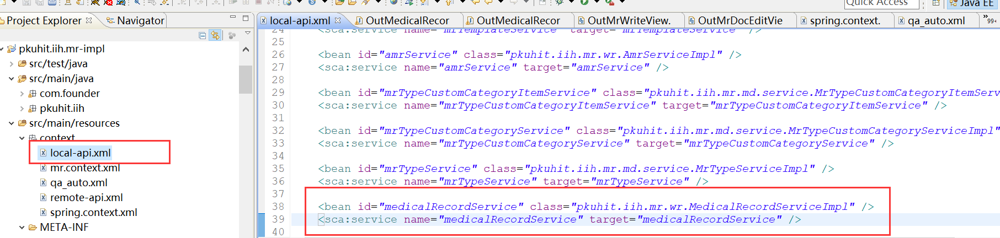 Quick Access
Java EE
Project Explorer
Navigator
pkuhit.iih.mr-impl
src/test/java
src/main/java
com.founder
pkuhit.iih
src/main/resources
context
local-api.xml
mr.context.xml
qa_auto.xml
remote-api.xml
spring.context.xml
META-INF
local-api.xml
OutMedicalRecor
OutMedicalRecor
OutMrWriteView.
OutMrDocEditVie
spring.context.
qa_auto.xml
99+
24 <sca:service name="mrTemplateService" target="mrTemplateService" />
25
26 <bean id="amrService" class="pkuhit.iih.mr.wr.AmrServiceImpl" />
27 <sca:service name="amrService" target="amrService" />
28
29 <bean id="mrTypeCustomCategoryItemService" class="pkuhit.iih.mr.md.service.MrTypeCustomCategoryItemServ
30 <sca:service name="mrTypeCustomCategoryItemService" target="mrTypeCustomCategoryItemService" />
31
32 <bean id="mrTypeCustomCategoryService" class="pkuhit.iih.mr.md.service.MrTypeCustomCategoryServiceImpl"
33 <sca:service name="mrTypeCustomCategoryService" target="mrTypeCustomCategoryService" />
34
35 <bean id="mrTypeService" class="pkuhit.iih.mr.md.service.MrTypeServiceImpl" />
36 <sca:service name="mrTypeService" target="mrTypeService" />
37
38 <bean id="medicalRecordService" class="pkuhit.iih.mr.wr.MedicalRecordServiceImpl" />
39 <sca:service name="medicalRecordService" target="medicalRecordService" />
40